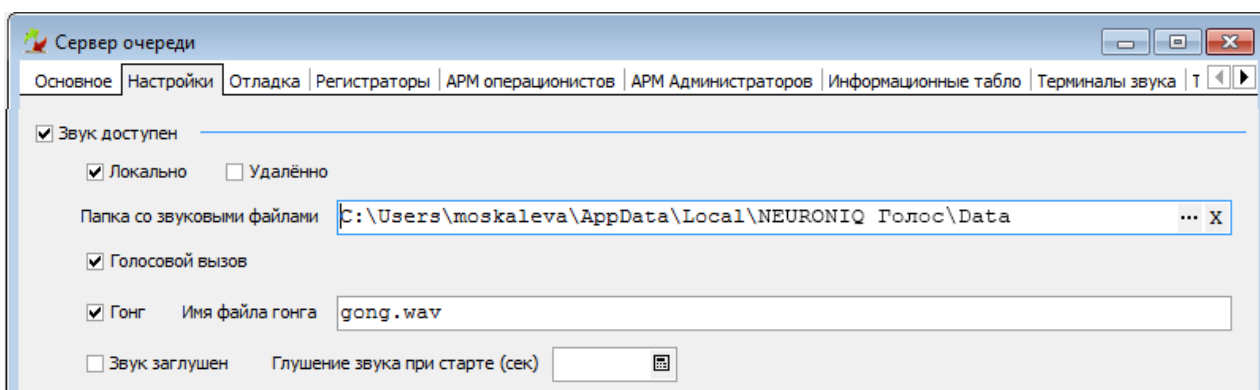 Сервер очереди
Основное Настройки Отладка Регистраторы АРМ операционистов АРМ Администраторов Информационные табло Терминалы звука Т
Звук доступен
Локально Удалённо
Папка со звуковыми файлами C:\Users\moskaleva\AppData\Local\NEURONIQ Голос\Data ... X
Голосовой вызов
Гонг Имя файла гонга gong.wav
Звук заглушен Глушение звука при старте (сек)